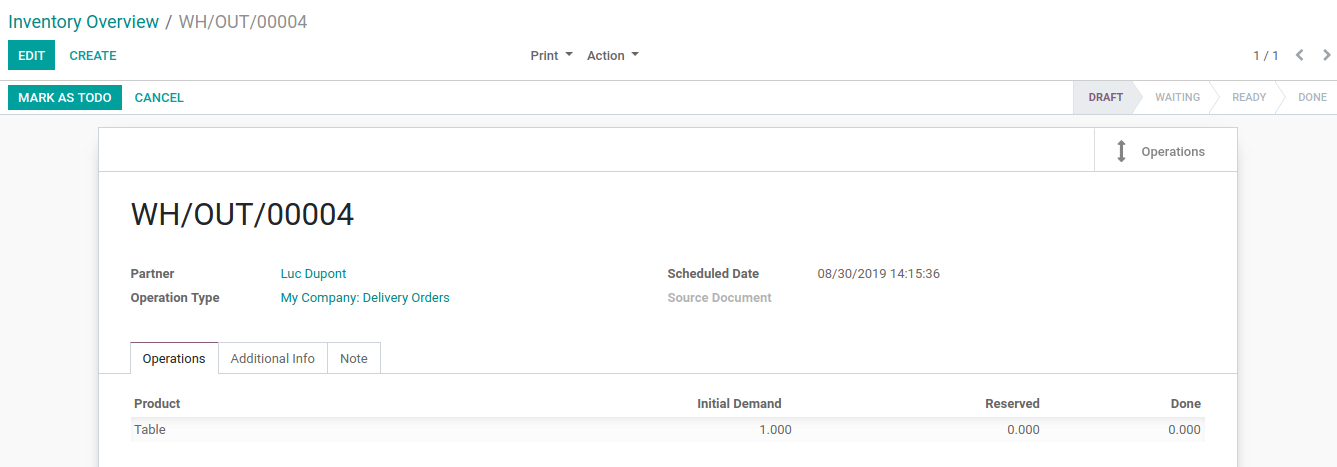 Inventory Overview / WH/OUT/00004
EDIT CREATE Print Action 1 / 1
MARK AS TODO CANCEL DRAFT WAITING READY DONE
Operations
WH/OUT/00004
Partner Luc Dupont Scheduled Date 08/30/2019 14:15:36
Operation Type My Company: Delivery Orders Source Document
Operations Additional Info Note
Product Initial Demand Reserved Done
Table 1.000 0.000 0.000